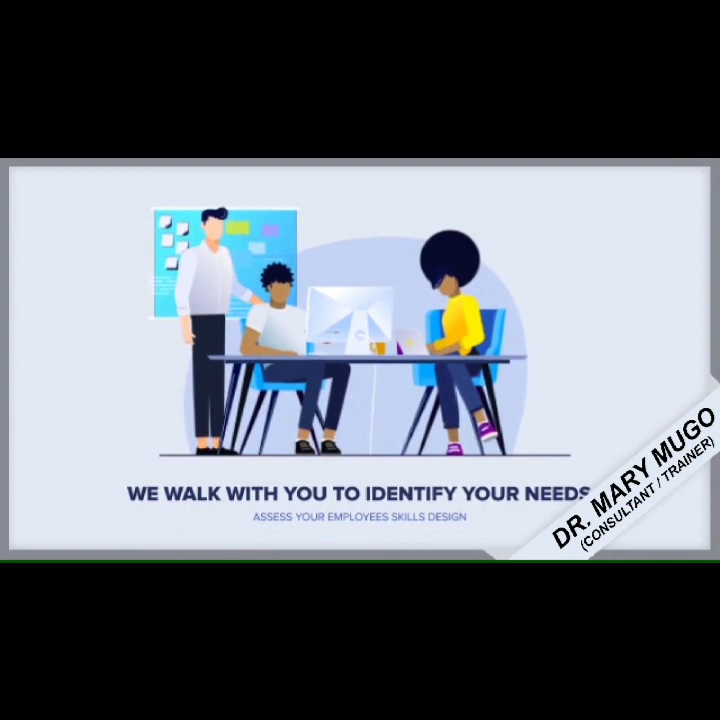 WE WALK WITH YOU TO IDENTIFY YOUR NEEDS
ASSESS YOUR EMPLOYEES SKILLS DESIGN
DR. MARY MUGO
(CONSULTANT / TRAINER)